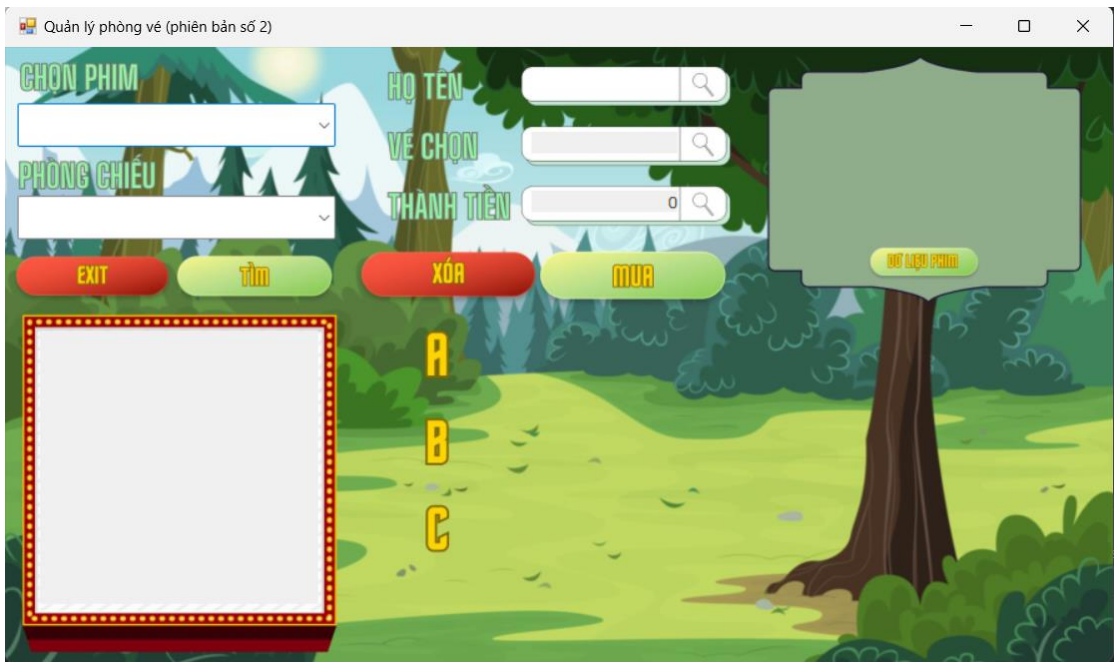 Quản lý phòng vé (phiên bản số 2)
CHỌN PHIM
PHÒNG CHIẾU
EXIT
TÌM
HỌ TÊN
VÉ CHỌN
THÀNH TIỀN
0
XÓA
MUA
DỮ LIỆU PHIM
A
B
C